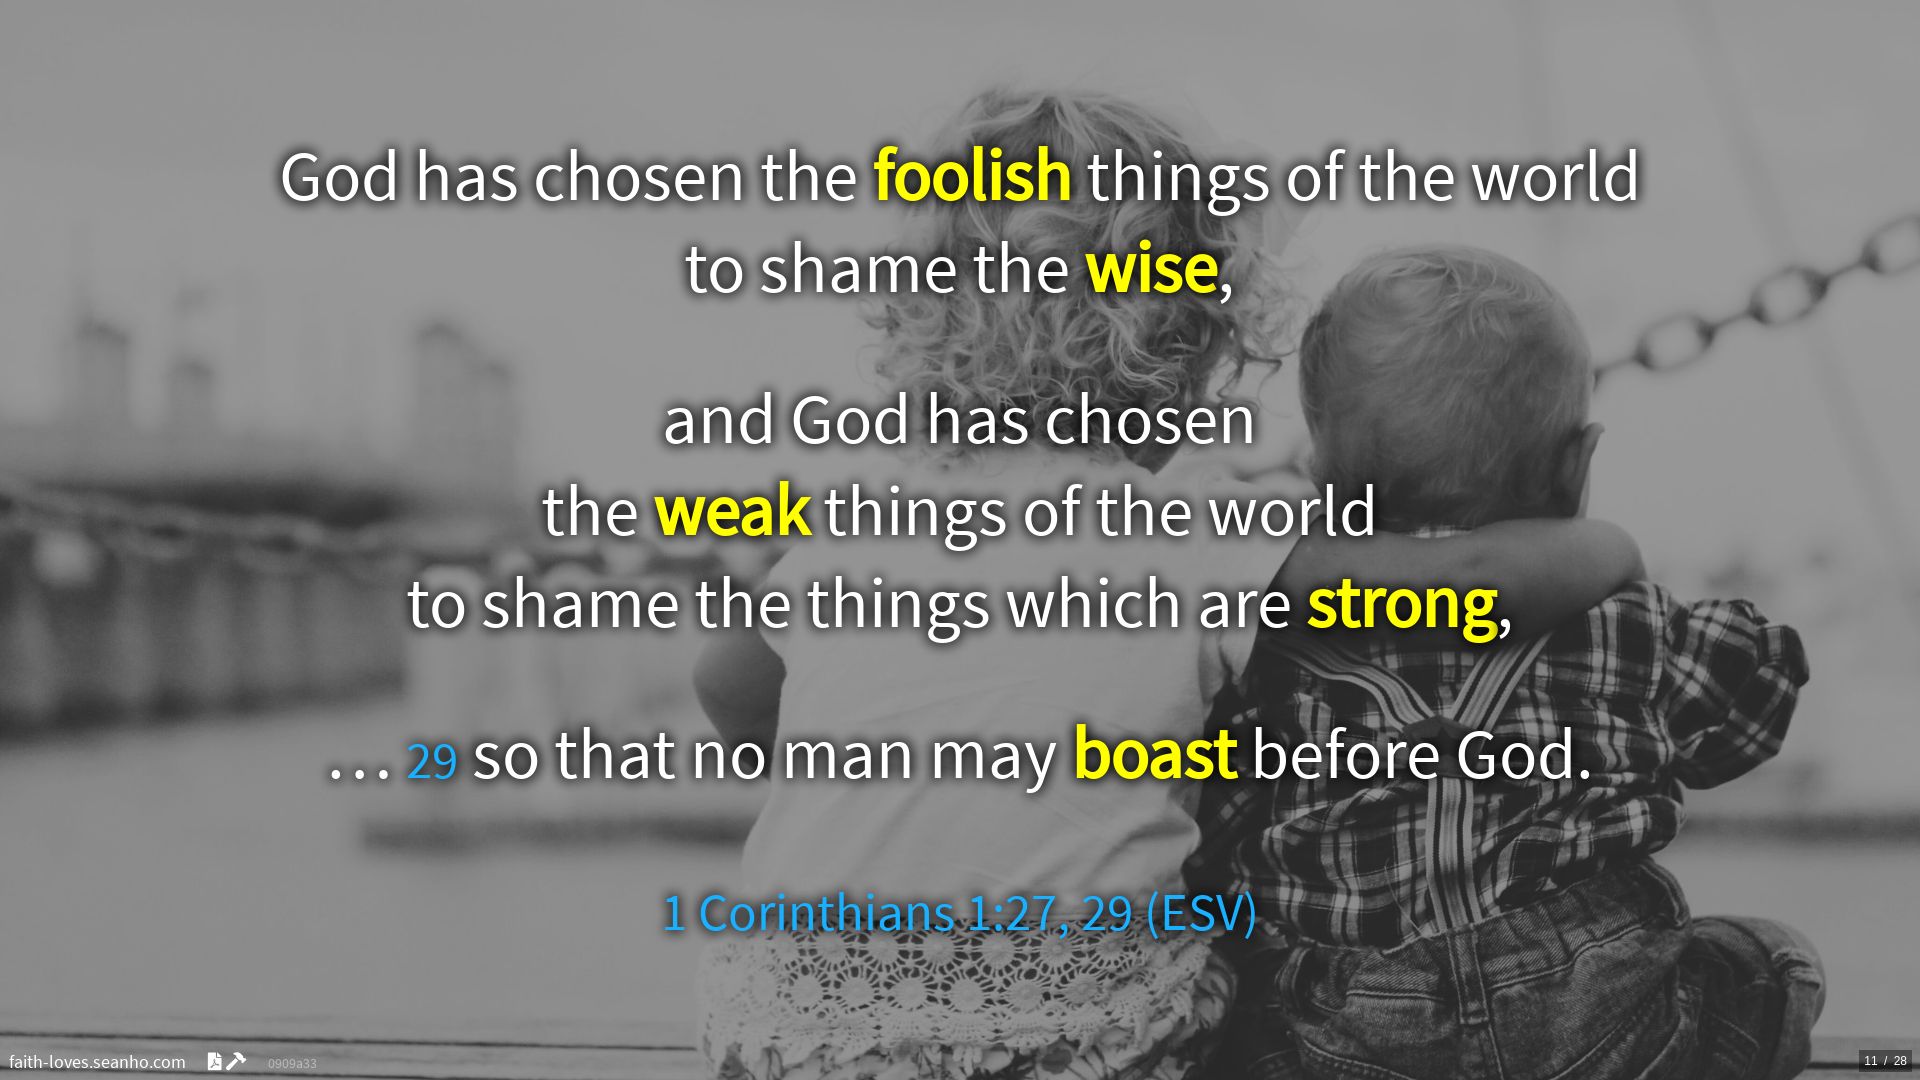 God has chosen the foolish things of the world
to shame the wise,
and God has chosen
the weak things of the world
to shame the things which are strong,
… 29 so that no man may boast before God.
1 Corinthians 1:27, 29 (ESV)
faith-loves.seanho.com 0909a33
11 / 28